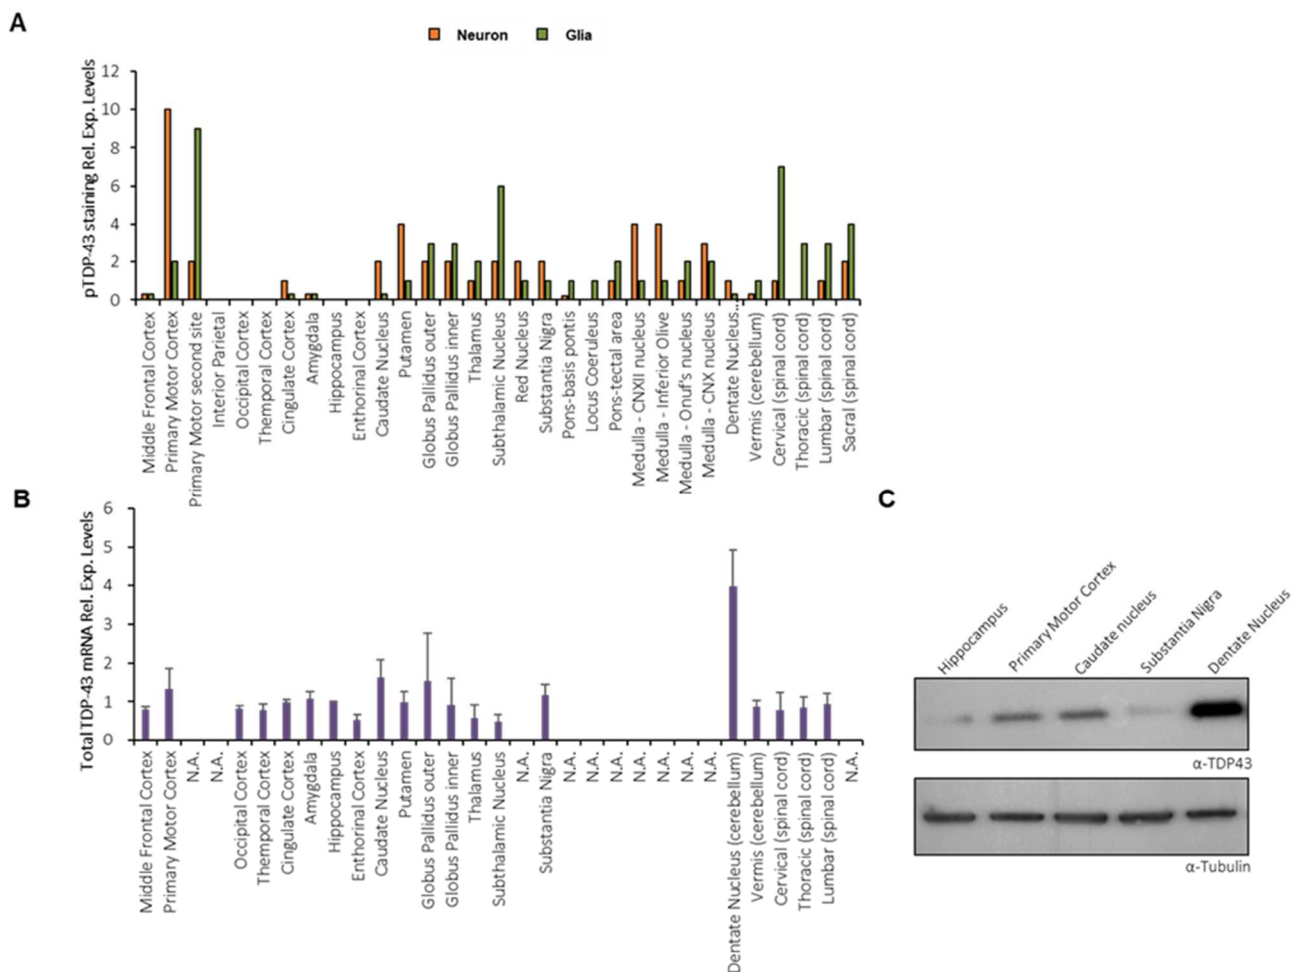 A
Neuron Glia
pTDP-43 staining Rel. Exp. Levels
12
10
8
6
4
2
0
Middle Frontal Cortex
Primary Motor Cortex
Primary Motor second site
Interior Parietal
Occipital Cortex
Themporal Cortex
Cingulate Cortex
Amygdala
Hippocampus
Enthorinal Cortex
Caudate Nucleus
Putamen
Globus Pallidus outer
Globus Pallidus inner
Thalamus
Subthalamic Nucleus
Red Nucleus
Substantia Nigra
Pons-basis pontis
Locus Coeruleus
Pons-tectal area
Medulla - CNXII nucleus
Medulla - Inferior Olive
Medulla - Onuf's nucleus
Medulla - CNX nucleus
Dentate Nucleus...
Vermis (cerebellum)
Cervical (spinal cord)
Thoracic (spinal cord)
Lumbar (spinal cord)
Sacral (spinal cord)
B
Total TDP-43 mRNA Rel. Exp. Levels
6
5
4
3
2
1
0
Middle Frontal Cortex
Primary Motor Cortex
N.A.
N.A.
Occipital Cortex
Themporal Cortex
Cingulate Cortex
Amygdala
Hippocampus
Enthorinal Cortex
Caudate Nucleus
Putamen
Globus Pallidus outer
Globus Pallidus inner
Thalamus
Subthalamic Nucleus
N.A.
Substantia Nigra
N.A.
N.A.
N.A.
N.A.
N.A.
N.A.
N.A.
Dentate Nucleus (cerebellum)
Vermis (cerebellum)
Cervical (spinal cord)
Thoracic (spinal cord)
Lumbar (spinal cord)
N.A.
C
Hippocampus
Primary Motor Cortex
Caudate nucleus
Substantia Nigra
Dentate Nucleus
α-TDP43
α-Tubulin